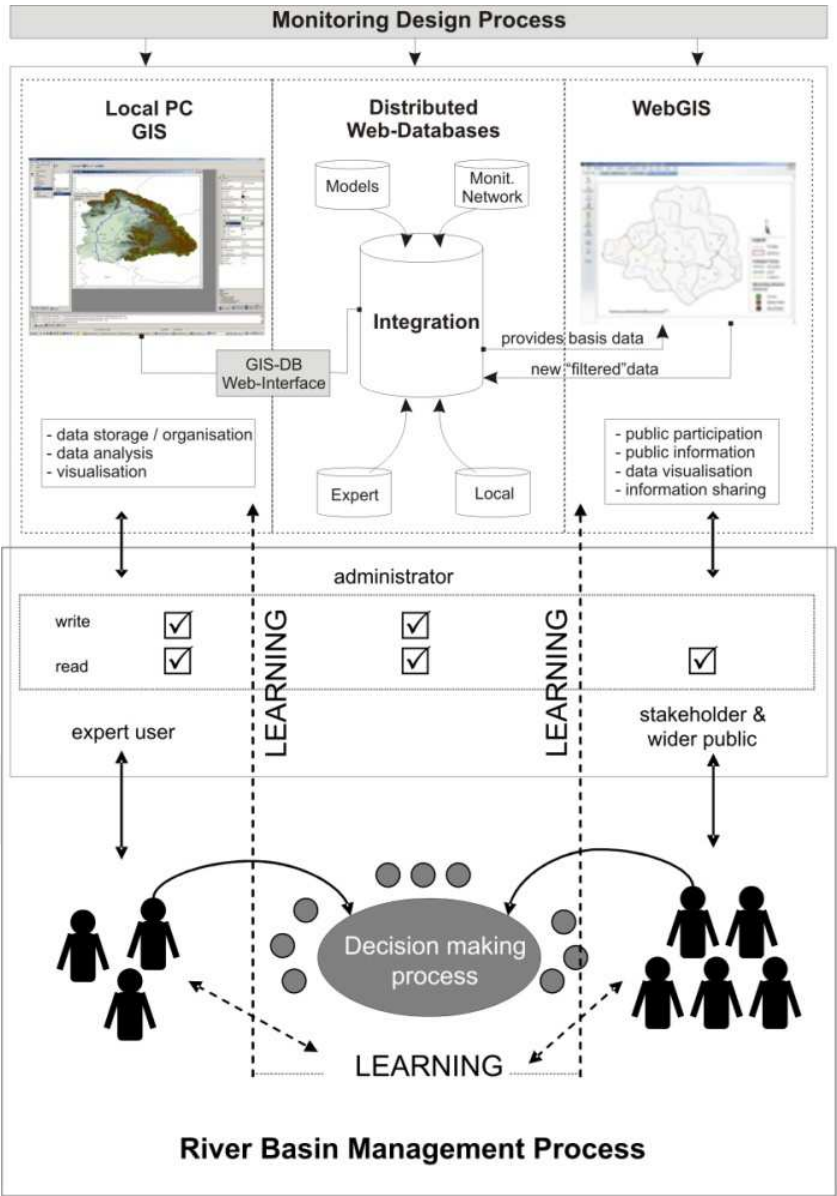 Monitoring Design Process
Local PC
GIS
Distributed
Web-Databases
WebGIS
Models
Monit.
Network
Integration
provides basis data
new "filtered"data
GIS-DB
Web-Interface
- data storage / organisation
- data analysis
- visualisation
Expert
Local
- public participation
- public information
- data visualisation
- information sharing
administrator
write
read
LEARNING
LEARNING
expert user
stakeholder &
wider public
Decision making
process
LEARNING
River Basin Management Process